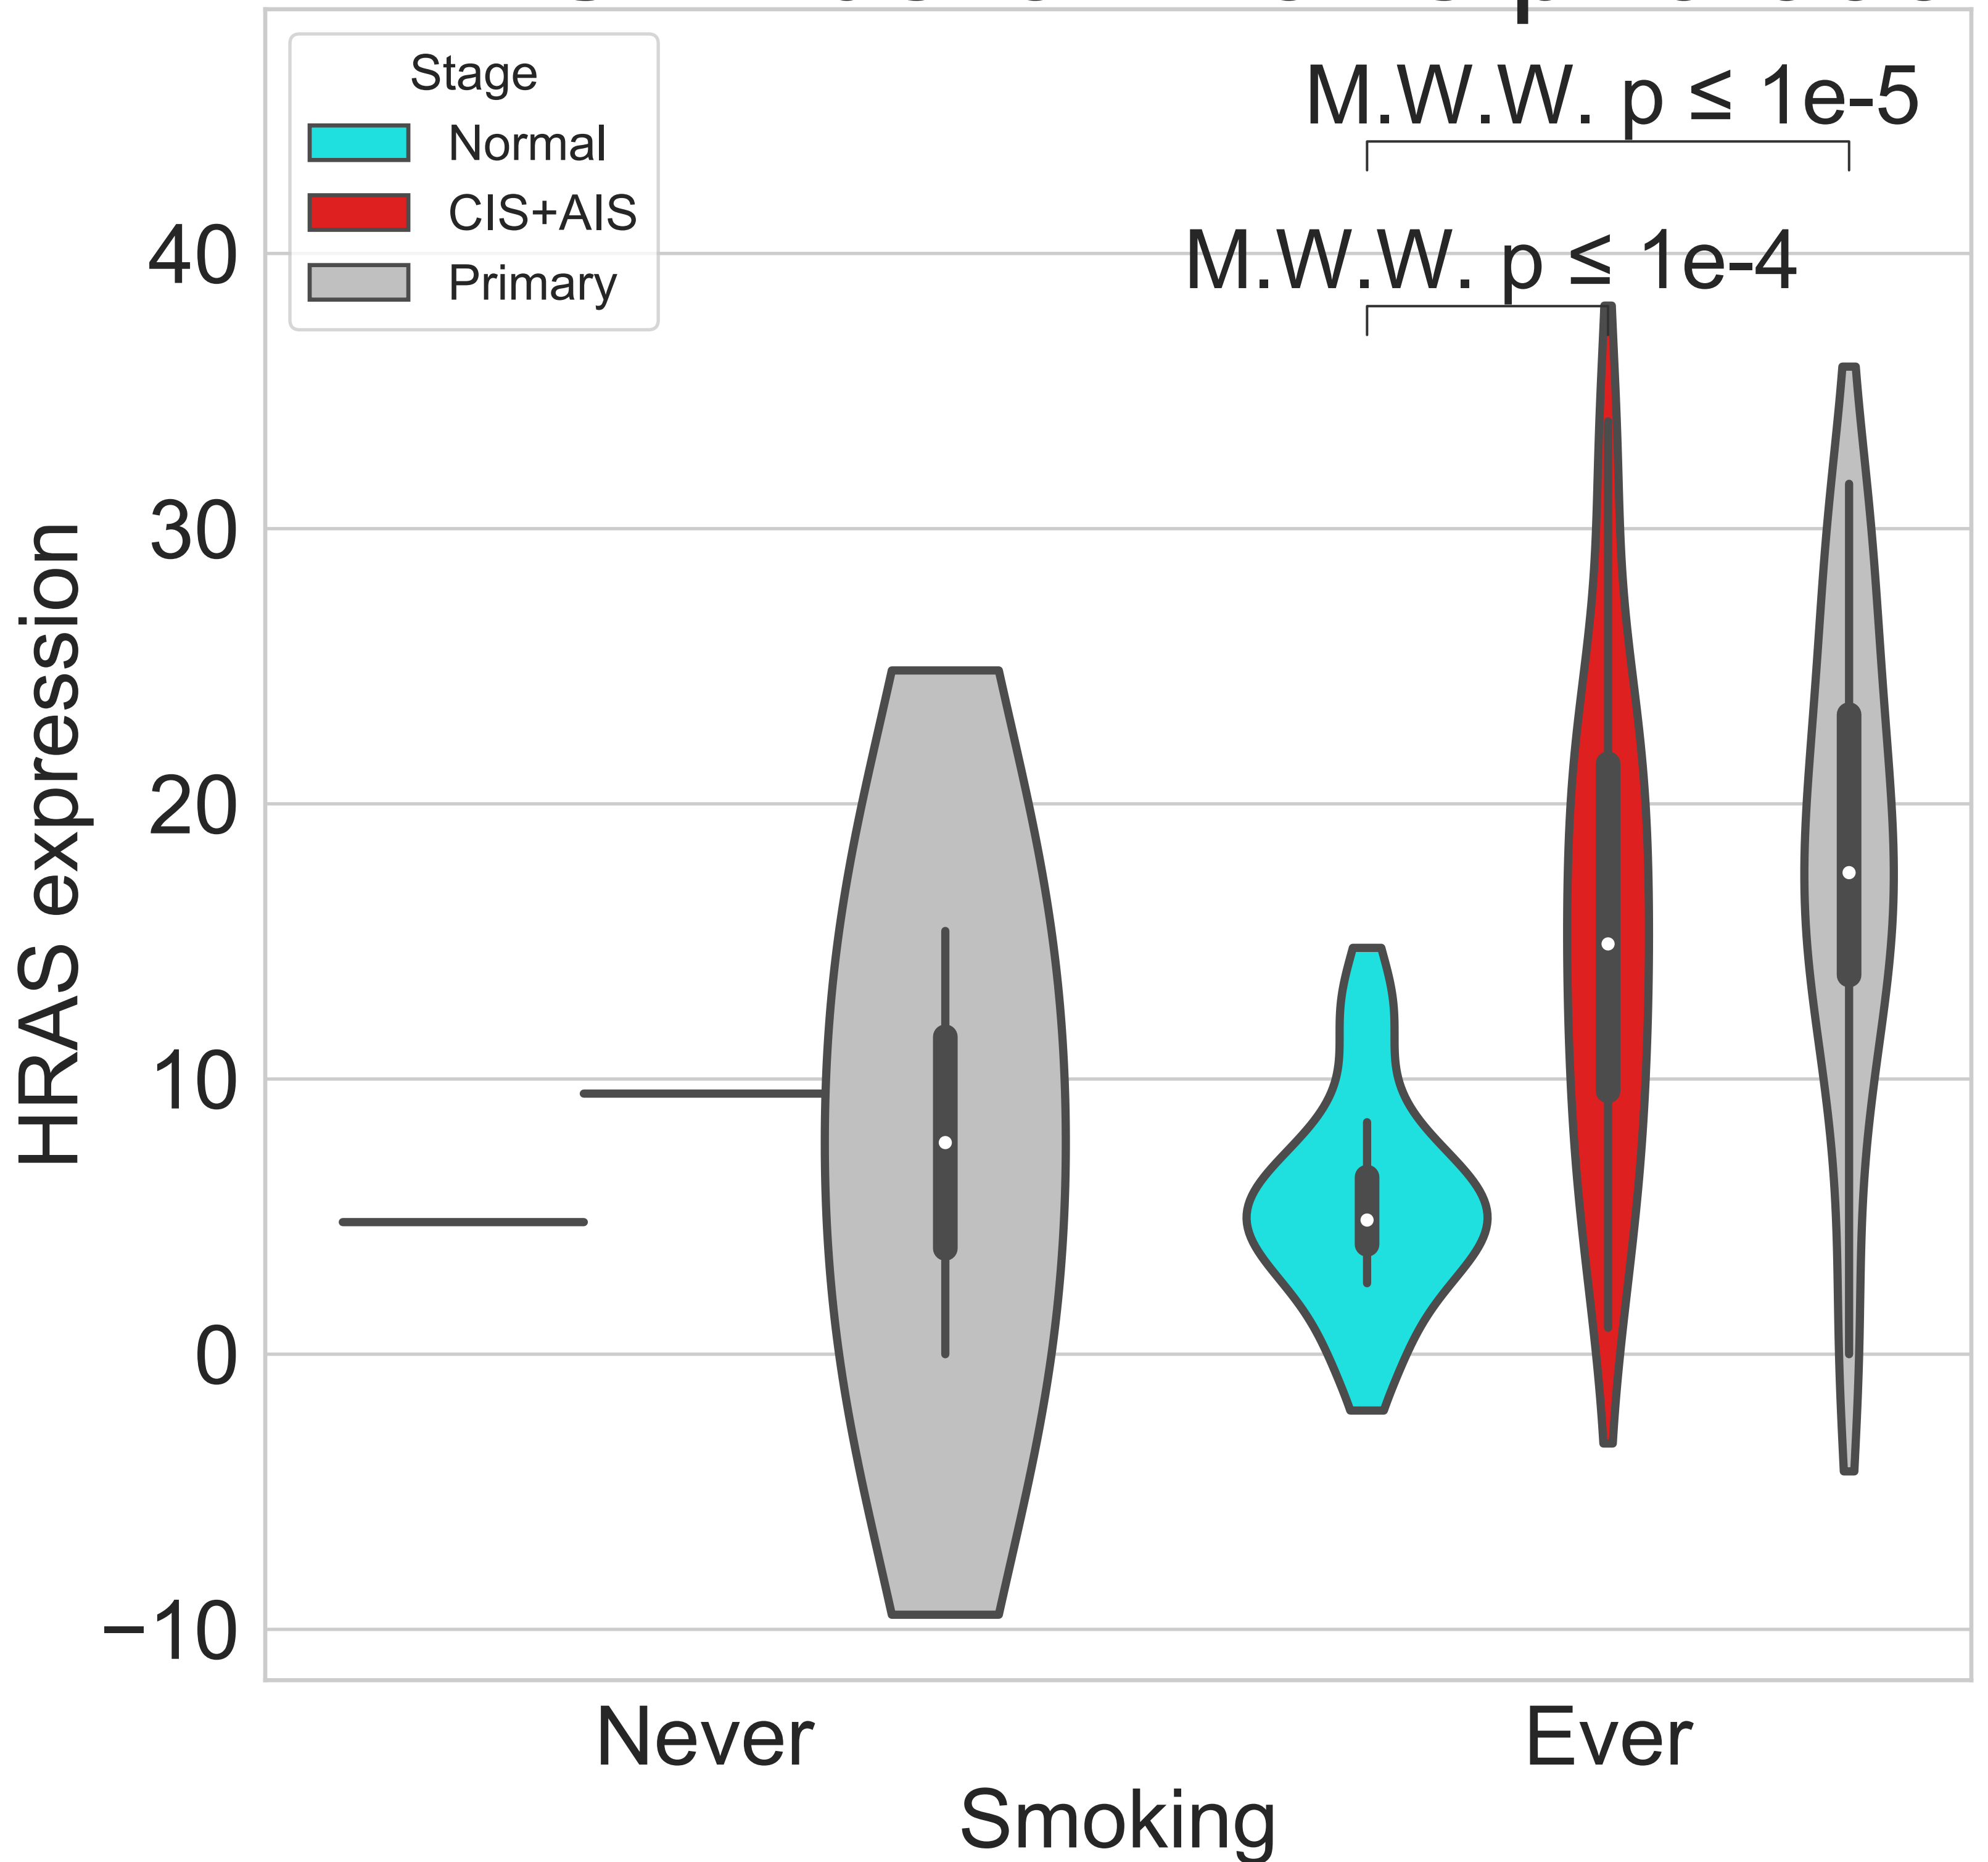 Stage
Normal
CIS+AIS
Primary
M.W.W. p ≤ 1e-5
M.W.W. p ≤ 1e-4
HRAS expression
40
30
20
10
0
−10
Never
Ever
Smoking